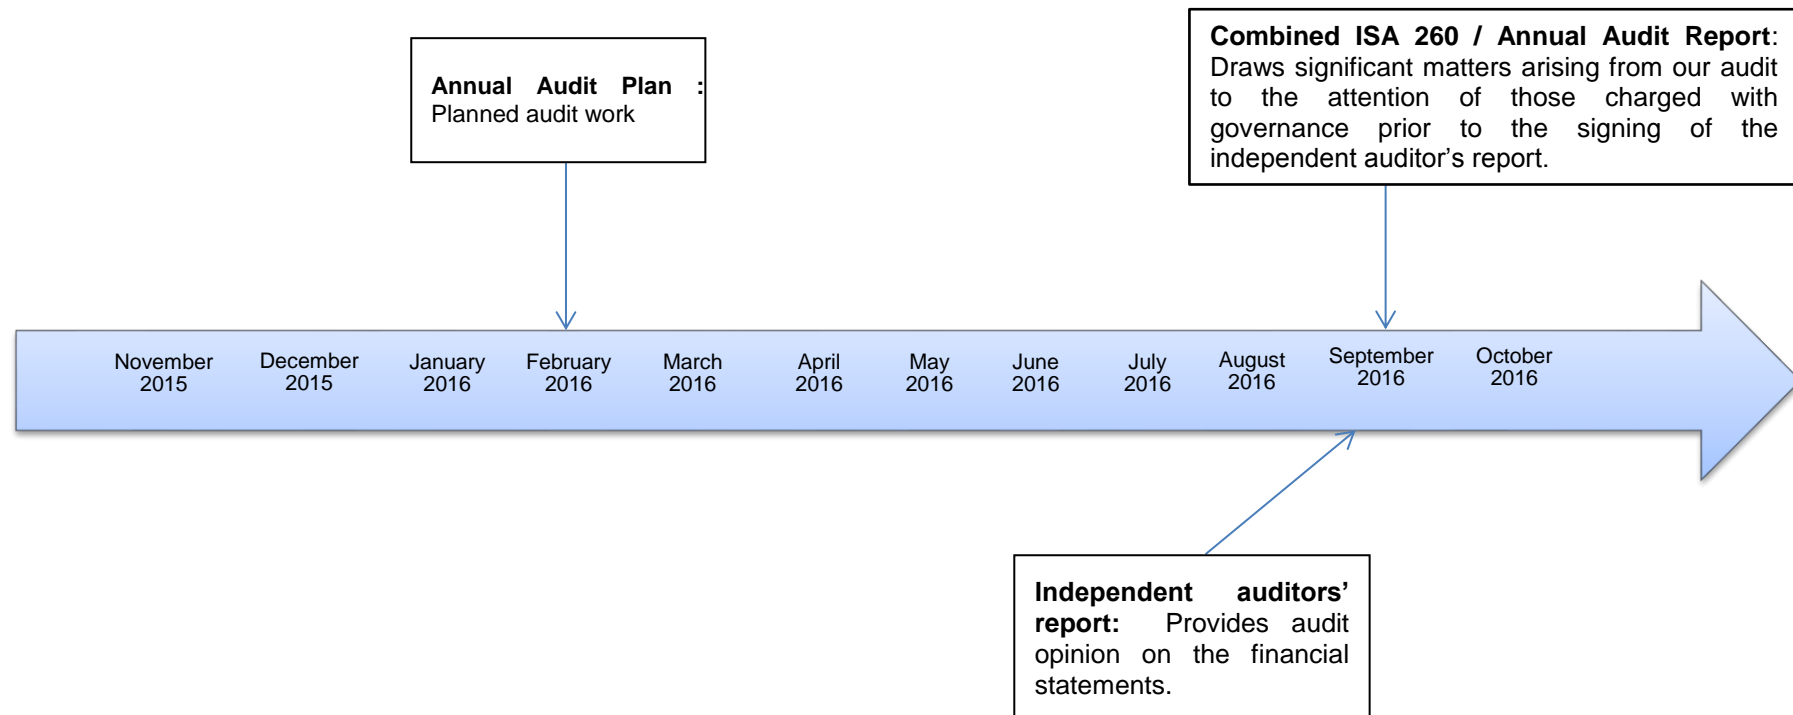 Combined ISA 260 / Annual Audit Report:
Draws significant matters arising from our audit
to the attention of those charged with
governance prior to the signing of the
independent auditor's report.
Annual Audit Plan :
Planned audit work
November
2015
December
2015
January
2016
February
2016
March
2016
April
2016
May
2016
June
2016
July
2016
August
2016
September
2016
October
2016
Independent auditors’
report: Provides audit
opinion on the financial
statements.